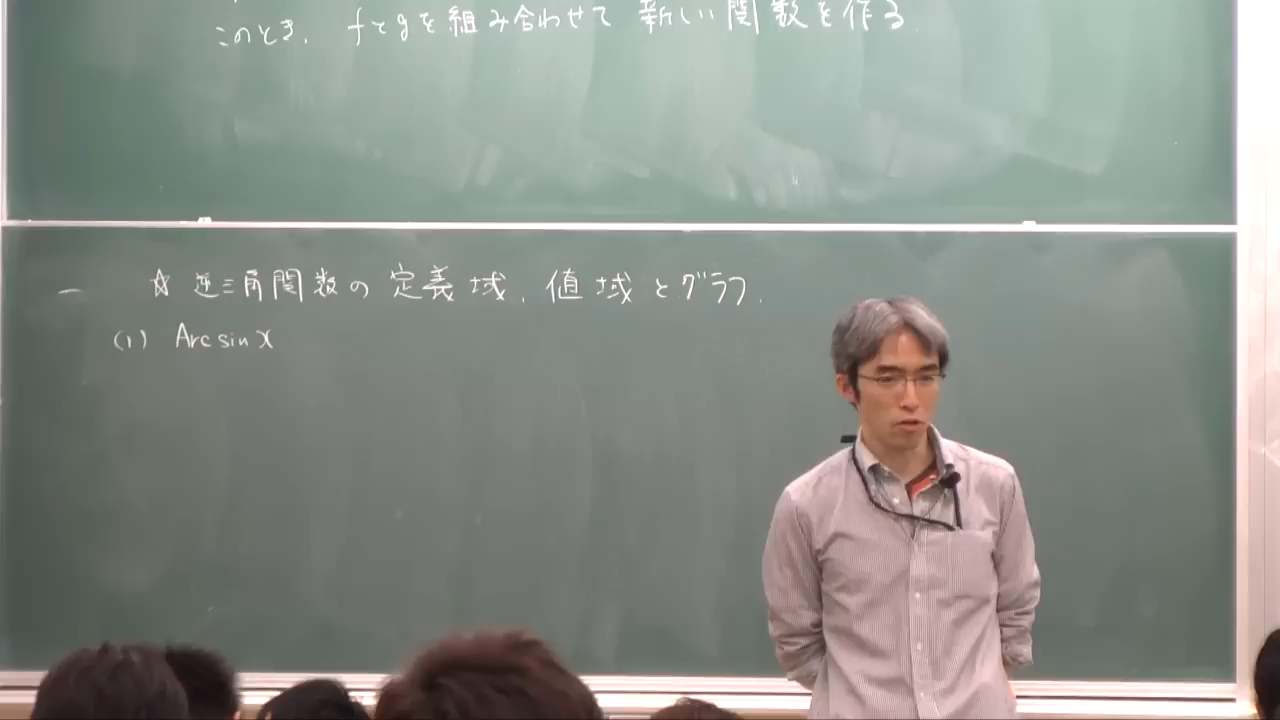 このとき、fとgを組み合わせて 新しい関数を作る
☆ 逆三角関数の定義域、値域とグラフ.
(1) Arcsin x